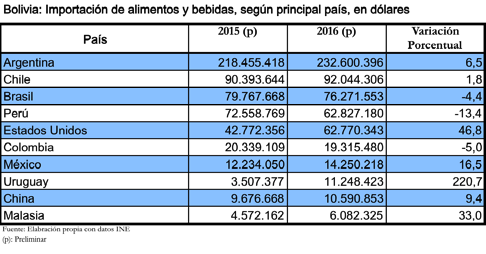 Bolivia: Importación de alimentos y bebidas, según principal país, en dólares
País 2015 (p) 2016 (p) Variación Porcentual
Argentina 218.455.418 232.600.396 6,5
Chile 90.393.644 92.044.306 1,8
Brasil 79.767.668 76.271.553 -4,4
Perú 72.558.769 62.827.180 -13,4
Estados Unidos 42.772.356 62.770.343 46,8
Colombia 20.339.109 19.315.480 -5,0
México 12.234.050 14.250.218 16,5
Uruguay 3.507.377 11.248.423 220,7
China 9.676.668 10.590.853 9,4
Malasia 4.572.162 6.082.325 33,0
Fuente: Elabración propia con datos INE
(p): Preliminar